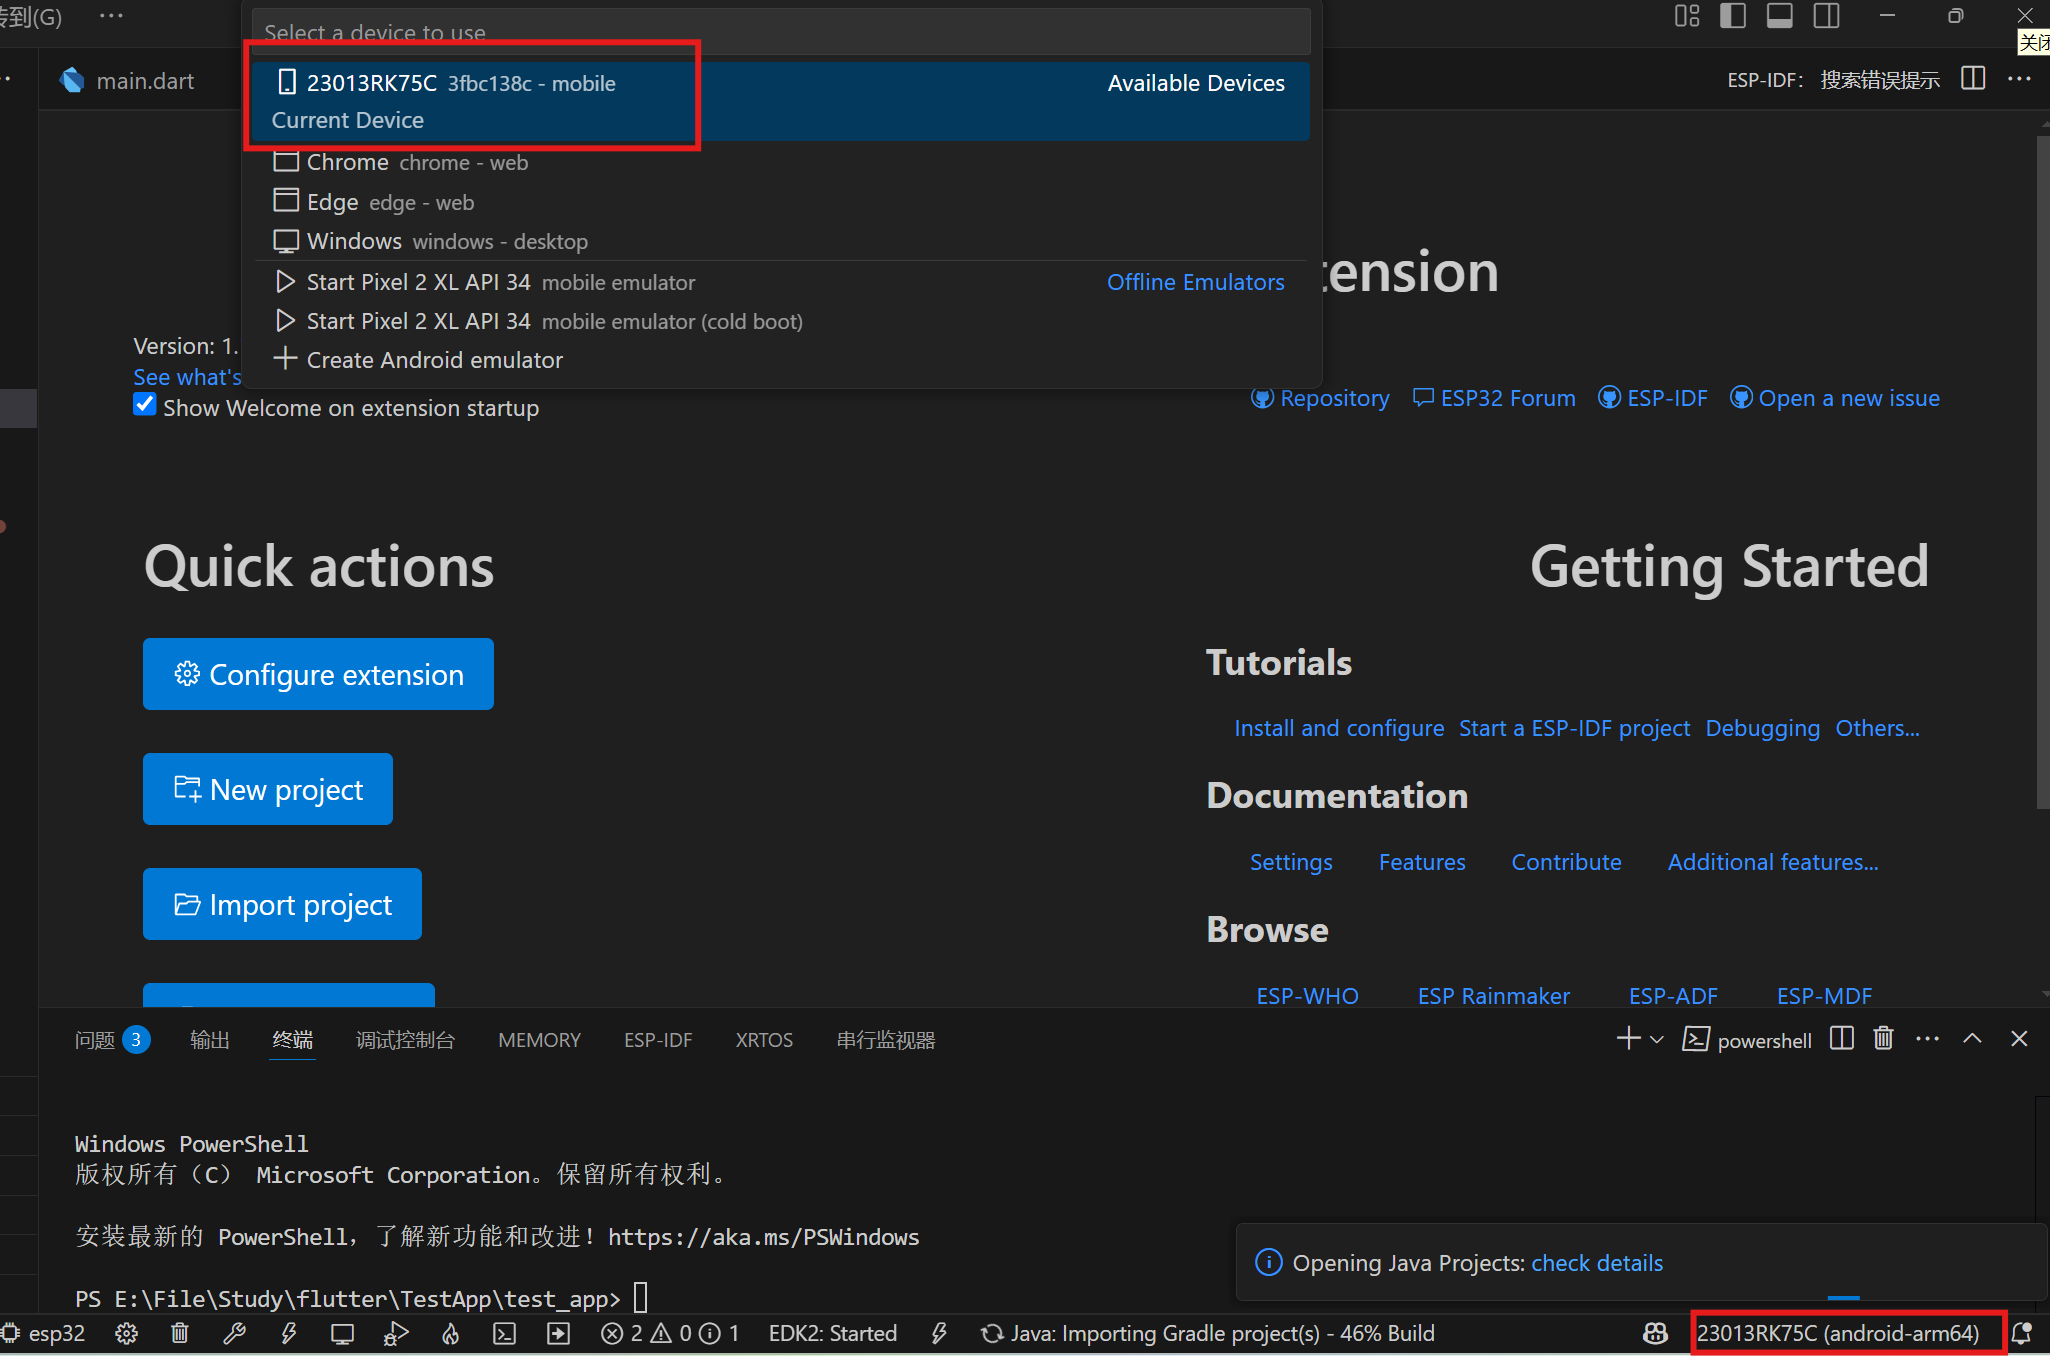 转到(G) ···
Select a device to use
23013RK75C 3fbc138c - mobile Available Devices
Current Device
Chrome chrome - web
Edge edge - web
Windows windows - desktop
Start Pixel 2 XL API 34 mobile emulator Offline Emulators
Start Pixel 2 XL API 34 mobile emulator (cold boot)
Create Android emulator
main.dart
ESP-IDF: 搜索错误提示
关闭
tension
Version: 1.
See what's
Show Welcome on extension startup
Repository ESP32 Forum ESP-IDF Open a new issue
Quick actions
Configure extension
New project
Import project
Getting Started
Tutorials
Install and configure Start a ESP-IDF project Debugging Others...
Documentation
Settings Features Contribute Additional features...
Browse
ESP-WHO ESP Rainmaker ESP-ADF ESP-MDF
问题 3 输出 终端 调试控制台 MEMORY ESP-IDF XRTOS 串行监视器
powershell
Windows PowerShell
版权所有（C） Microsoft Corporation。保留所有权利。
安装最新的 PowerShell，了解新功能和改进！https://aka.ms/PSWindows
PS E:\File\Study\flutter\TestApp\test_app>
Opening Java Projects: check details
esp32 2 0 1 EDK2: Started Java: Importing Gradle project(s) - 46% Build 23013RK75C (android-arm64)